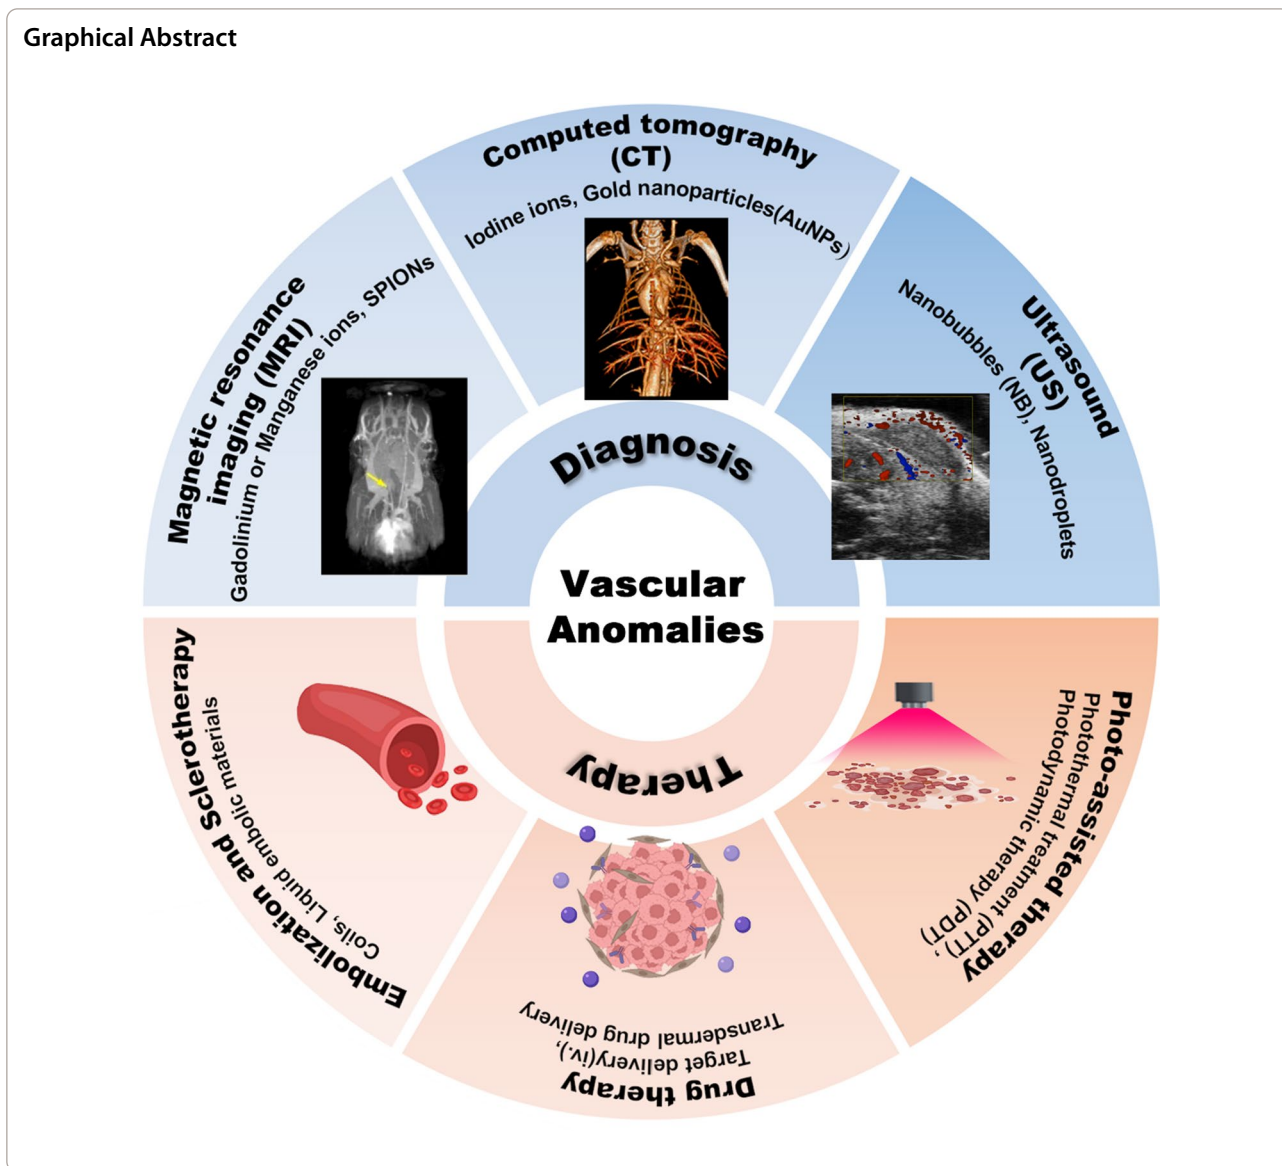 Graphical Abstract
Computed tomography
(CT)
Iodine ions, Gold nanoparticles(AuNPs)
Magnetic resonance
imaging (MRI)
Gadolinium or Manganese ions, SPIONs
Ultrasound
(US)
Nanobubbles (NB), Nanodroplets
Diagnosis
Vascular
Anomalies
Therapy
Embolization and Sclerotherapy
Coils, Liquid embolic materials
Photo-assisted therapy
Photothermal treatment (PTT),
Photodynamic therapy (PDT)
Drug therapy
Target delivery(iv.),
Transdermal drug delivery